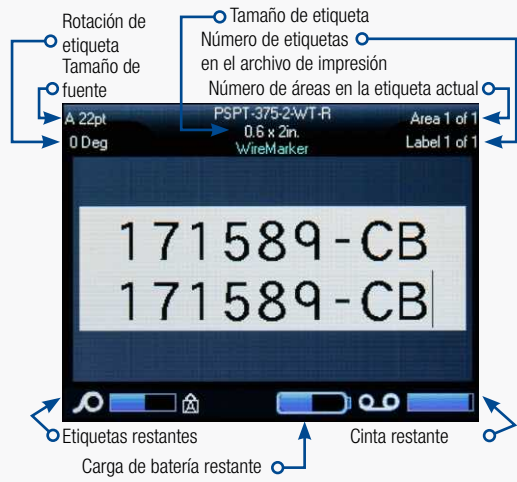 Rotación de
etiqueta
Tamaño de
fuente
Tamaño de etiqueta
Número de etiquetas
en el archivo de impresión
Número de áreas en la etiqueta actual
A 22pt
PSPT-375-2-WT-R
Area 1 of 1
0 Deg
0.6 x 2in.
Label 1 of 1
WireMarker
171589-CB
171589-CB
A
Etiquetas restantes
Cinta restante
Carga de batería restante